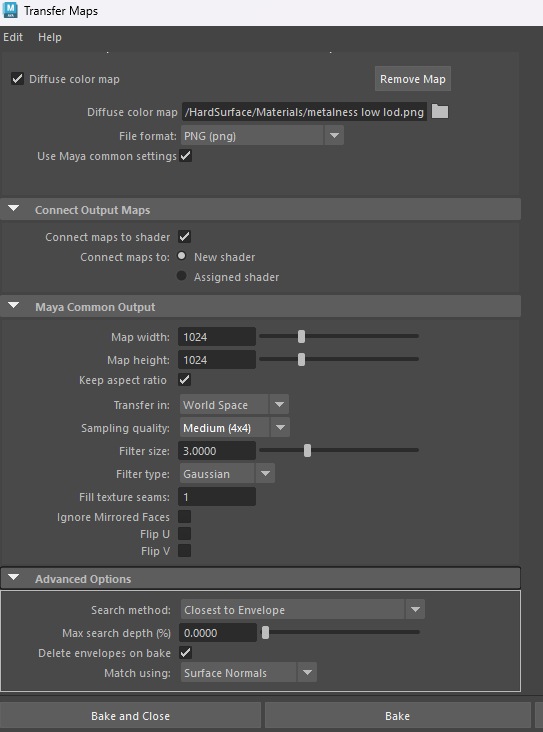 M
Transfer Maps
Edit Help
Diffuse color map
Remove Map
Diffuse color map /HardSurface/Materials/metalness low lod.png
File format: PNG (png)
Use Maya common settings
Connect Output Maps
Connect maps to shader
Connect maps to: New shader
Assigned shader
Maya Common Output
Map width: 1024
Map height: 1024
Keep aspect ratio
Transfer in: World Space
Sampling quality: Medium (4x4)
Filter size: 3.0000
Filter type: Gaussian
Fill texture seams: 1
Ignore Mirrored Faces
Flip U
Flip V
Advanced Options
Search method: Closest to Envelope
Max search depth (%) 0.0000
Delete envelopes on bake
Match using: Surface Normals
Bake and Close Bake